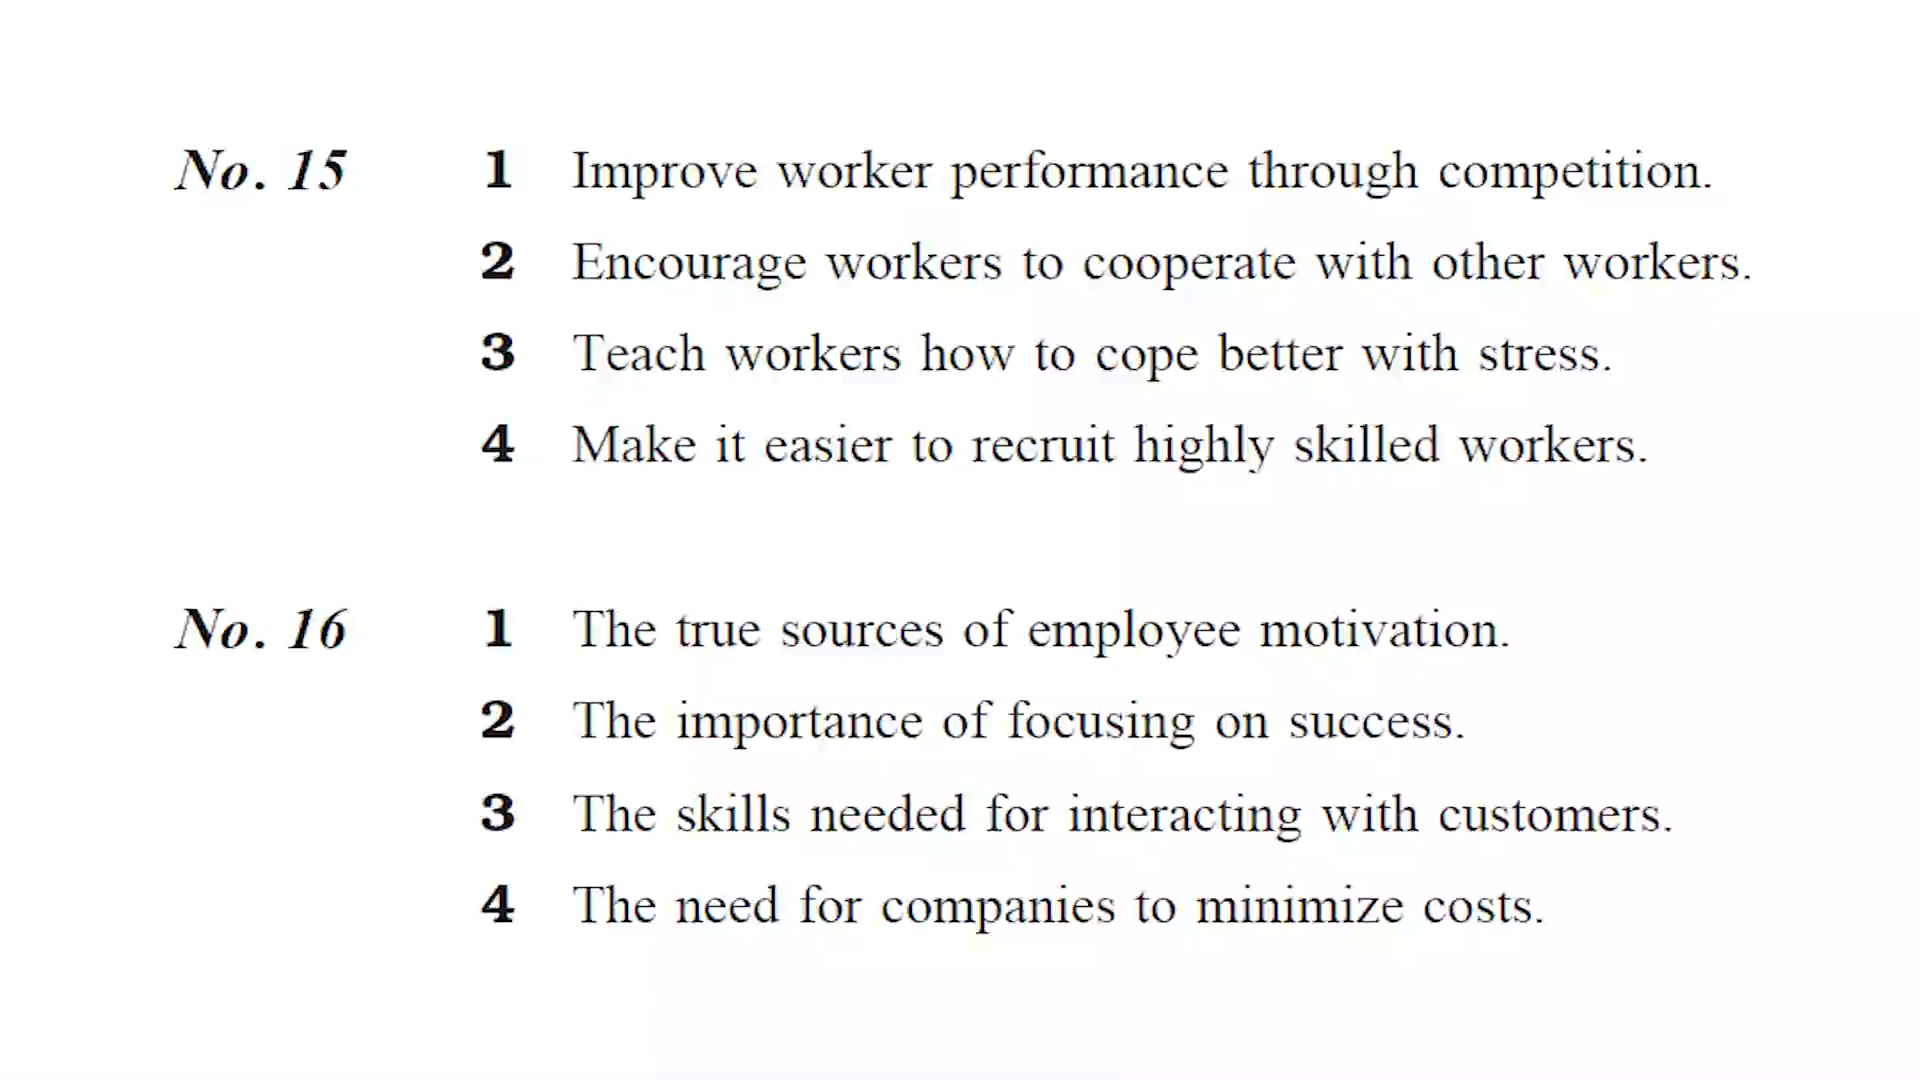 No. 15 1 Improve worker performance through competition.
2 Encourage workers to cooperate with other workers.
3 Teach workers how to cope better with stress.
4 Make it easier to recruit highly skilled workers.
No. 16 1 The true sources of employee motivation.
2 The importance of focusing on success.
3 The skills needed for interacting with customers.
4 The need for companies to minimize costs.